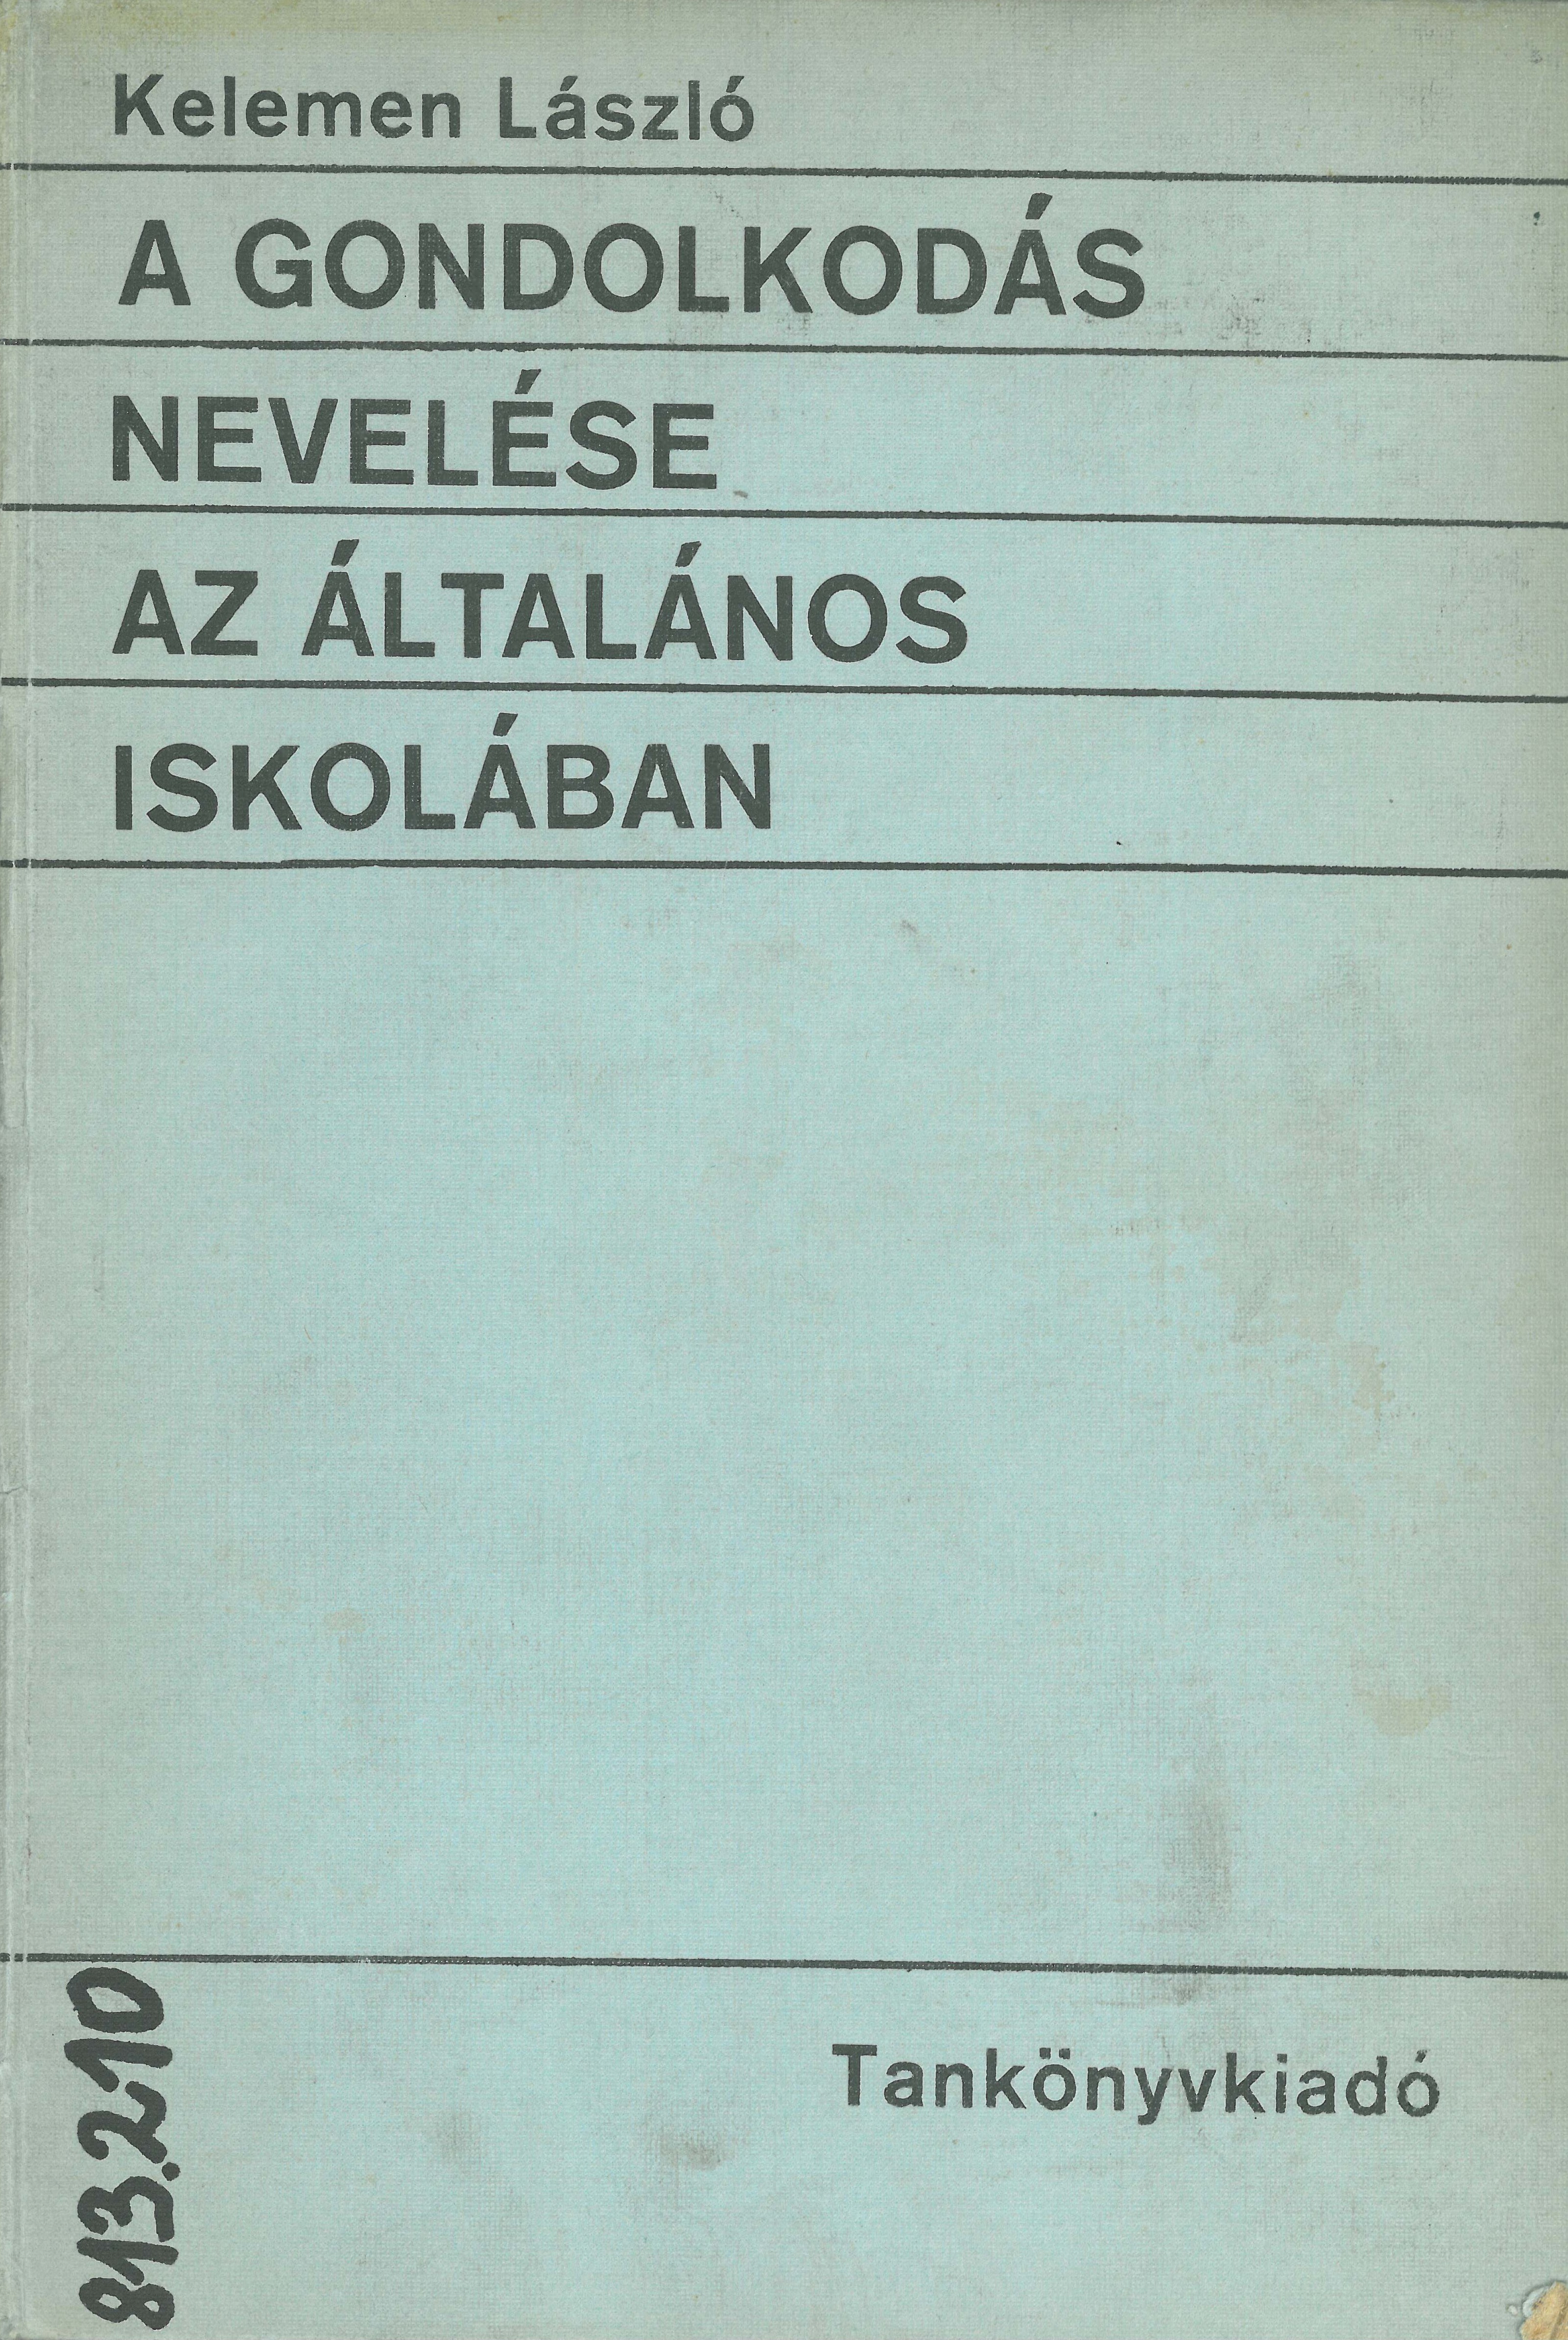 Kelemen László
A GONDOLKODÁS
NEVELÉSE
AZ ÁLTALÁNOS
ISKOLÁBAN
813.210
Tankönyvkiadó